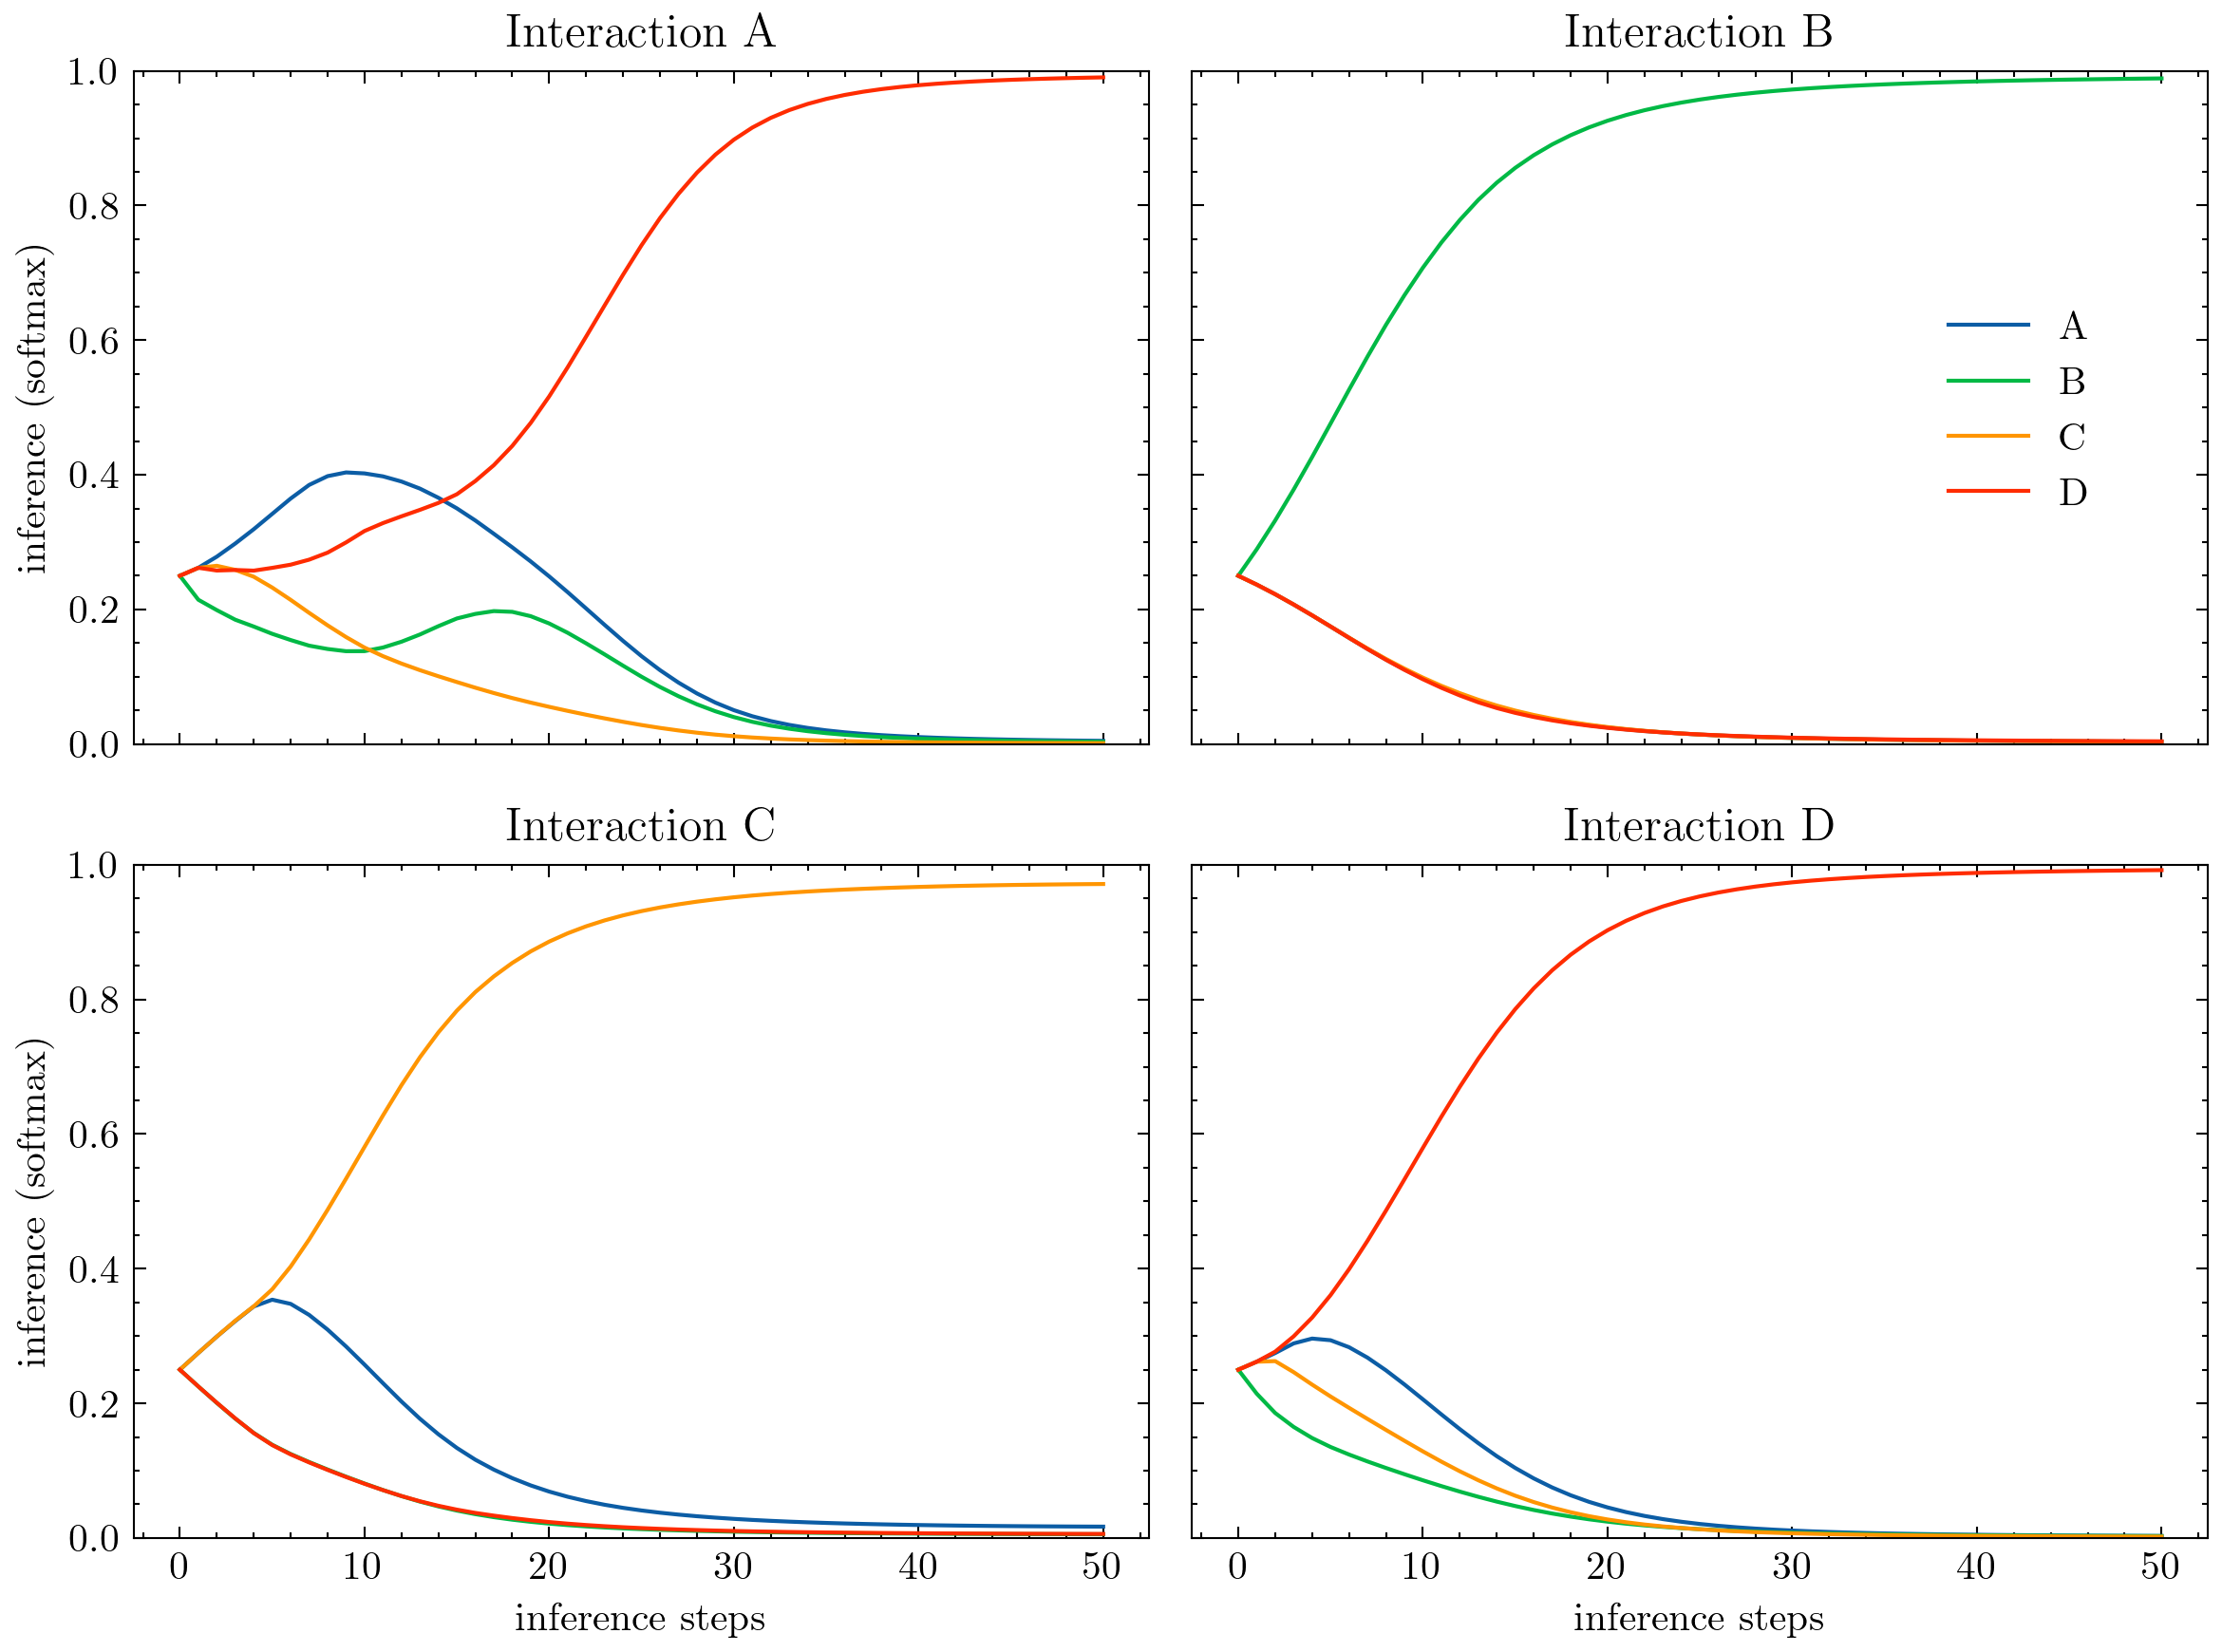 Interaction A
Interaction B
1.0
0.8
0.6
0.4
0.2
0.0
inference (softmax)
A
B
C
D
Interaction C
Interaction D
1.0
0.8
0.6
0.4
0.2
0.0
inference (softmax)
0 10 20 30 40 50
0 10 20 30 40 50
inference steps
inference steps